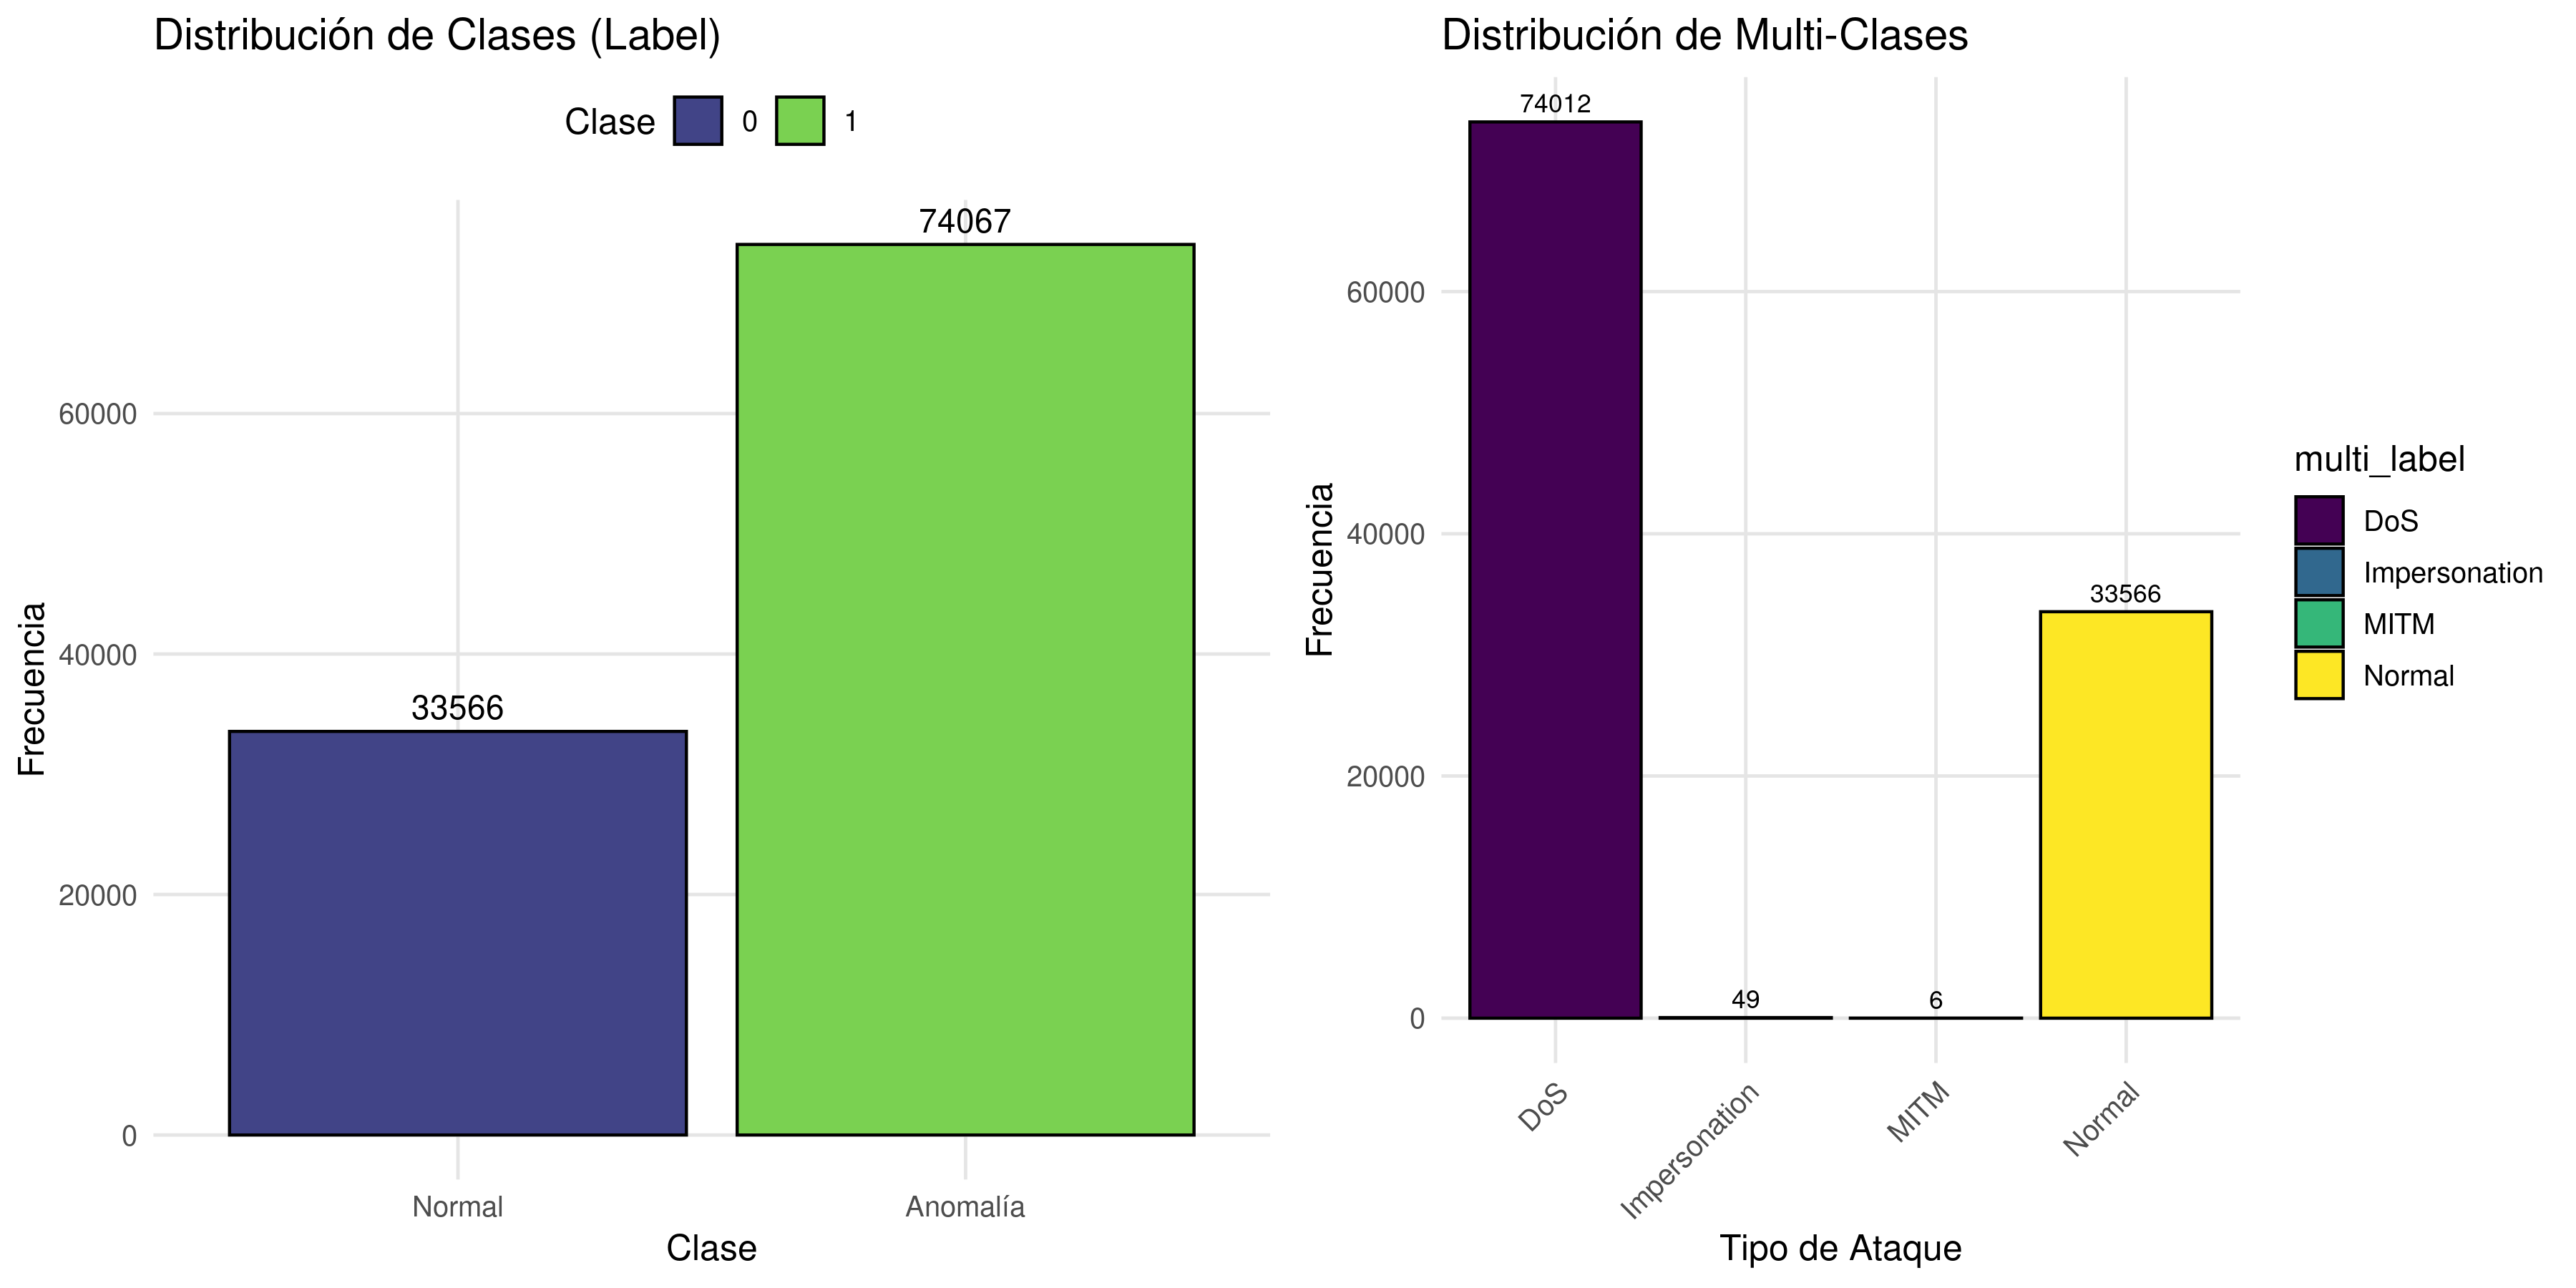 Distribución de Clases (Label)
Clase 0 1
Frecuencia
60000
40000
20000
0
33566
74067
Normal Anomalía
Clase
Distribución de Multi-Clases
Frecuencia
60000
40000
20000
0
74012
49
6
33566
DoS Impersonation MITM Normal
Tipo de Ataque
multi_label
DoS
Impersonation
MITM
Normal